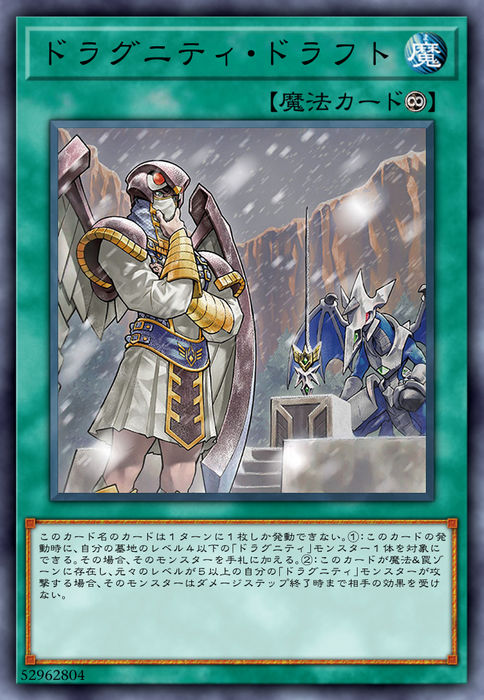 ドラグニティ・ドラフト 魔
【魔法カード】
このカード名のカードは１ターンに１枚しか発動できない。①：このカードの発
動時に、自分の墓地のレベル４以下の「ドラグニティ」モンスター１体を対象に
できる。その場合、そのモンスターを手札に加える。②：このカードが魔法&罠ゾ
ーンに存在し、元々のレベルが５以上の自分の「ドラグニティ」モンスターが攻
撃する場合、そのモンスターはダメージステップ終了時まで相手の効果を受け
ない。
52962804